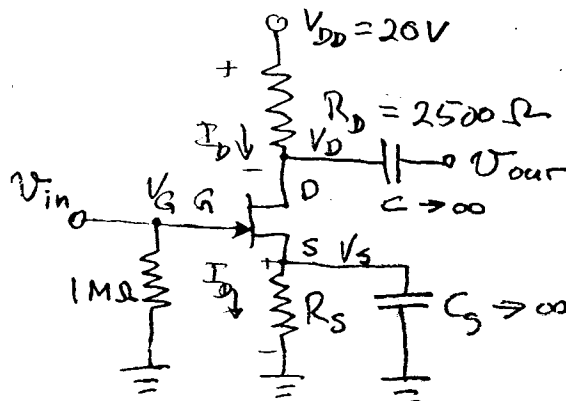 V_DD = 20V
+
R_D = 2500 Ω
I_D ↓
−
V_D
v_out
C → ∞
D
v_in
V_G G
S V_S
+
1MΩ
I_D ↓
R_S
C_S → ∞
−